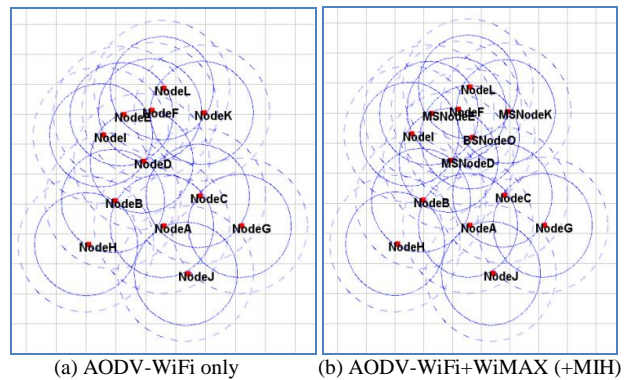 NodeL
NodeE
NodeF
NodeK
NodeI
NodeD
NodeB
NodeC
NodeA
NodeG
NodeH
NodeJ
(a) AODV-WiFi only
NodeL
MSNodeE
NodeF
MSNodeK
NodeI
BSNodeO
MSNodeD
NodeB
NodeC
NodeA
NodeG
NodeH
NodeJ
(b) AODV-WiFi+WiMAX (+MIH)